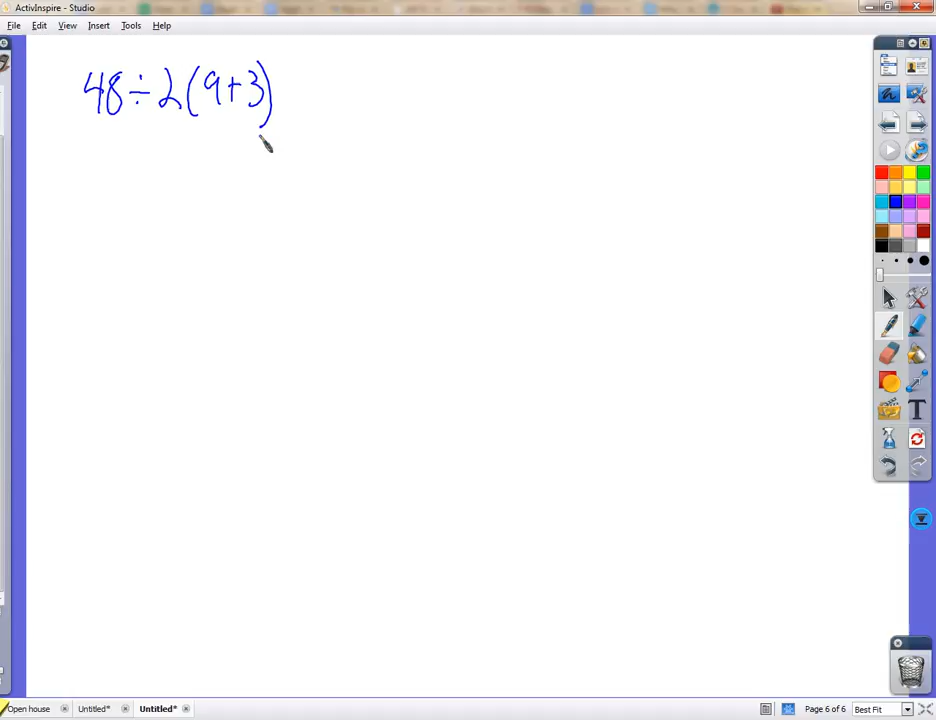 ActivInspire - Studio
File Edit View Insert Tools Help
48÷2(9+3)
Open house Untitled* Untitled* Page 6 of 6 Best Fit